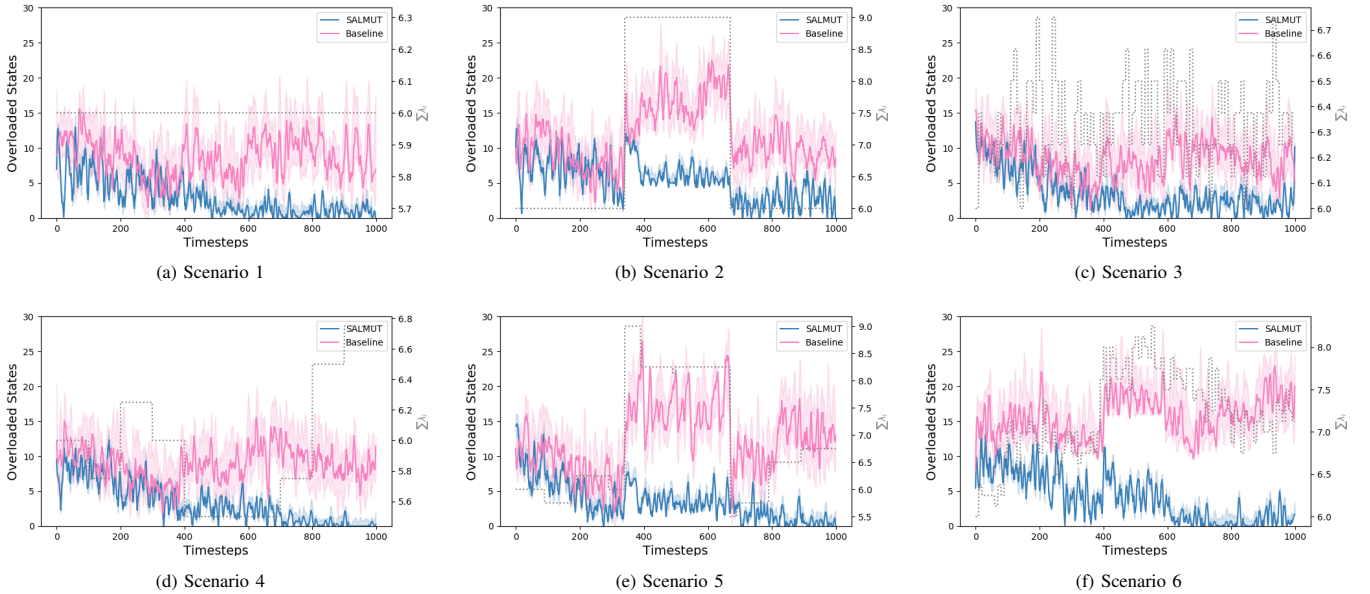 30
25
20
15
10
5
0
Overloaded States
SALMUT
Baseline
6.3
6.2
6.1
6.0
5.9
5.8
5.7
∑λᵢ
0 200 400 600 800 1000
Timesteps
(a) Scenario 1
30
25
20
15
10
5
0
Overloaded States
SALMUT
Baseline
9.0
8.5
8.0
7.5
7.0
6.5
6.0
∑λᵢ
0 200 400 600 800 1000
Timesteps
(b) Scenario 2
30
25
20
15
10
5
0
Overloaded States
SALMUT
Baseline
6.7
6.6
6.5
6.4
6.3
6.2
6.1
6.0
∑λᵢ
0 200 400 600 800 1000
Timesteps
(c) Scenario 3
30
25
20
15
10
5
0
Overloaded States
SALMUT
Baseline
6.8
6.6
6.4
6.2
6.0
5.8
5.6
∑λᵢ
0 200 400 600 800 1000
Timesteps
(d) Scenario 4
30
25
20
15
10
5
0
Overloaded States
SALMUT
Baseline
9.0
8.5
8.0
7.5
7.0
6.5
6.0
5.5
∑λᵢ
0 200 400 600 800 1000
Timesteps
(e) Scenario 5
30
25
20
15
10
5
0
Overloaded States
SALMUT
Baseline
8.0
7.5
7.0
6.5
6.0
∑λᵢ
0 200 400 600 800 1000
Timesteps
(f) Scenario 6